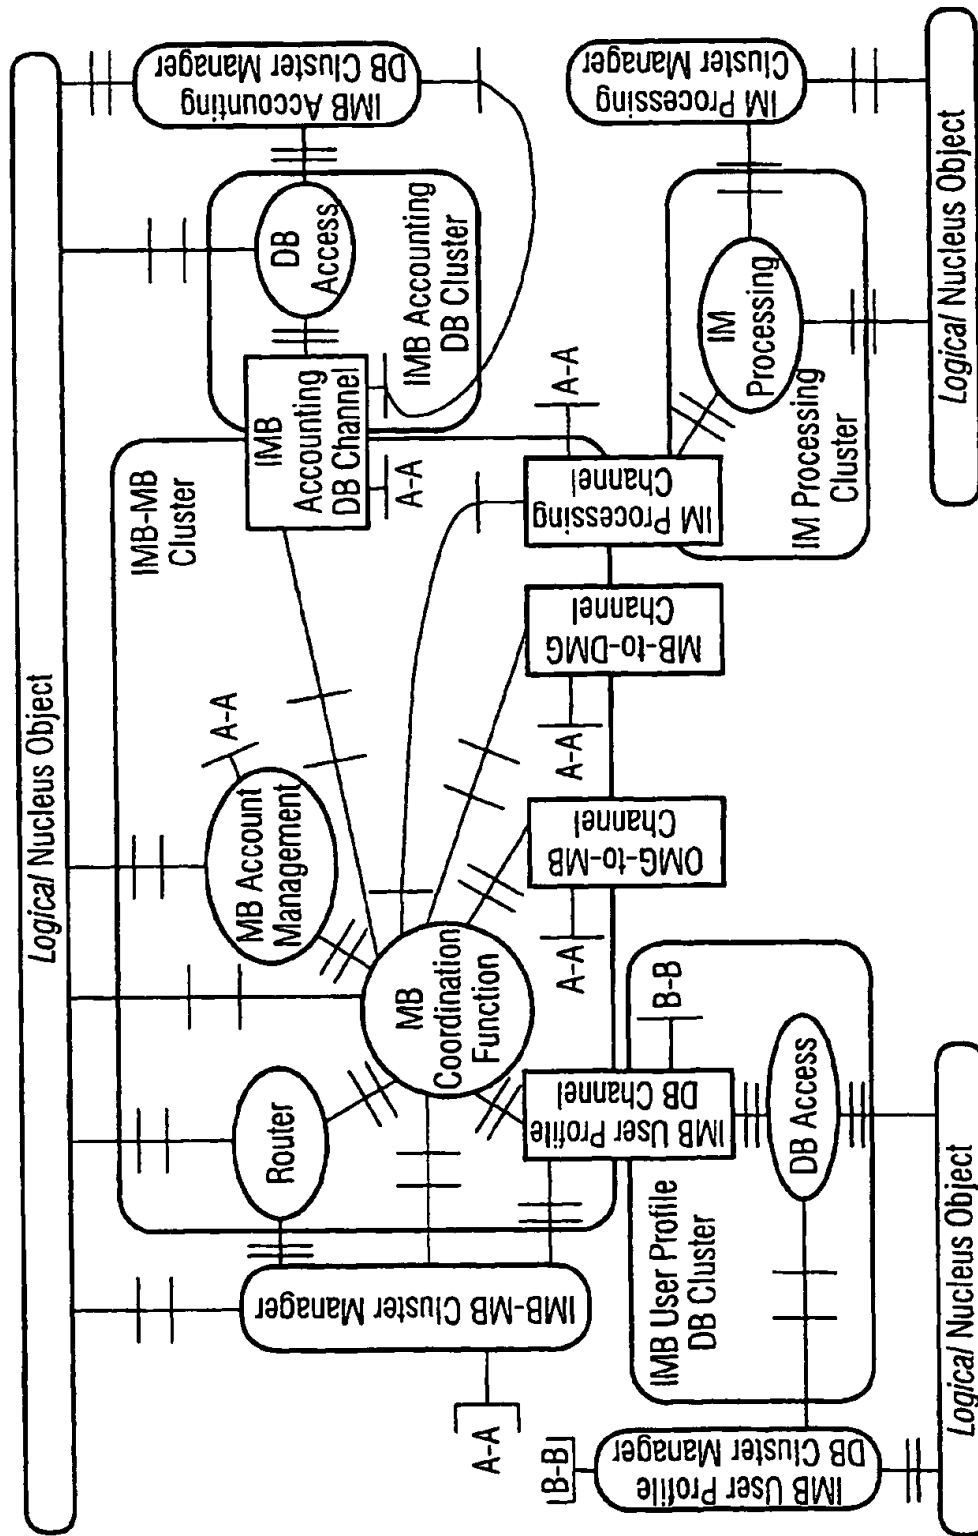 Logical Nucleus Object
IMB-MB
Cluster
IMB-MB Cluster Manager
A-A
Router
MB
Coordination
Function
MB Account
Management
A-A
IMB
Accounting
DB Channel
A-A
DB
Access
IMB Accounting
DB Cluster
IMB Accounting
DB Cluster Manager
IMB User Profile
DB Channel
B-B
OMG-to-MB
Channel
A-A
MB-to-DMG
Channel
A-A
IM Processing
Channel
A-A
IMB User Profile
DB Cluster
DB Access
IMB User Profile
DB Cluster Manager
B-B
IM
Processing
IM Processing
Cluster
IM Processing
Cluster Manager
Logical Nucleus Object
Logical Nucleus Object